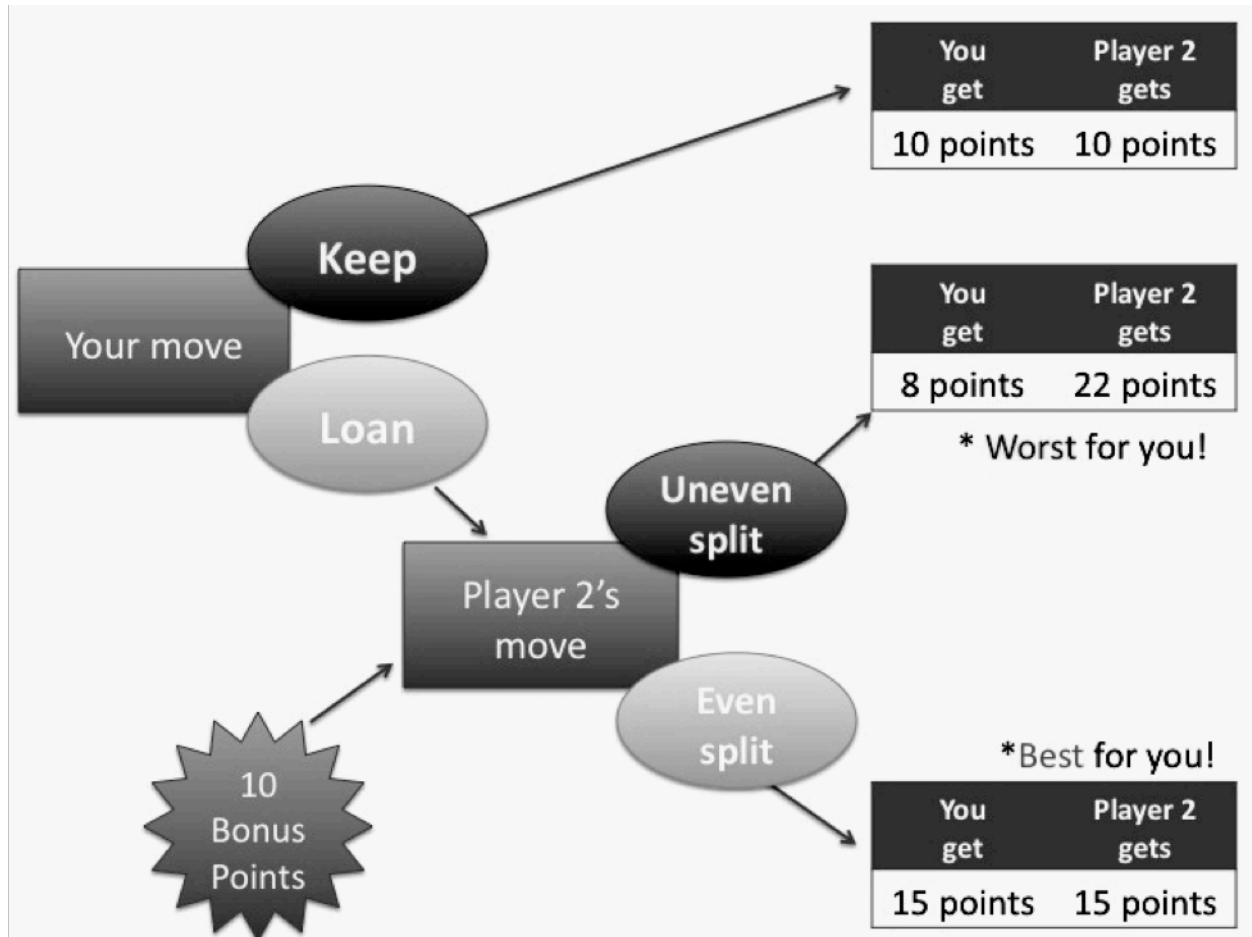 You Player 2
get gets
10 points 10 points
Keep
Your move
Loan
You Player 2
get gets
8 points 22 points
* Worst for you!
Uneven
split
Player 2’s
move
Even
split
10
Bonus
Points
*Best for you!
You Player 2
get gets
15 points 15 points